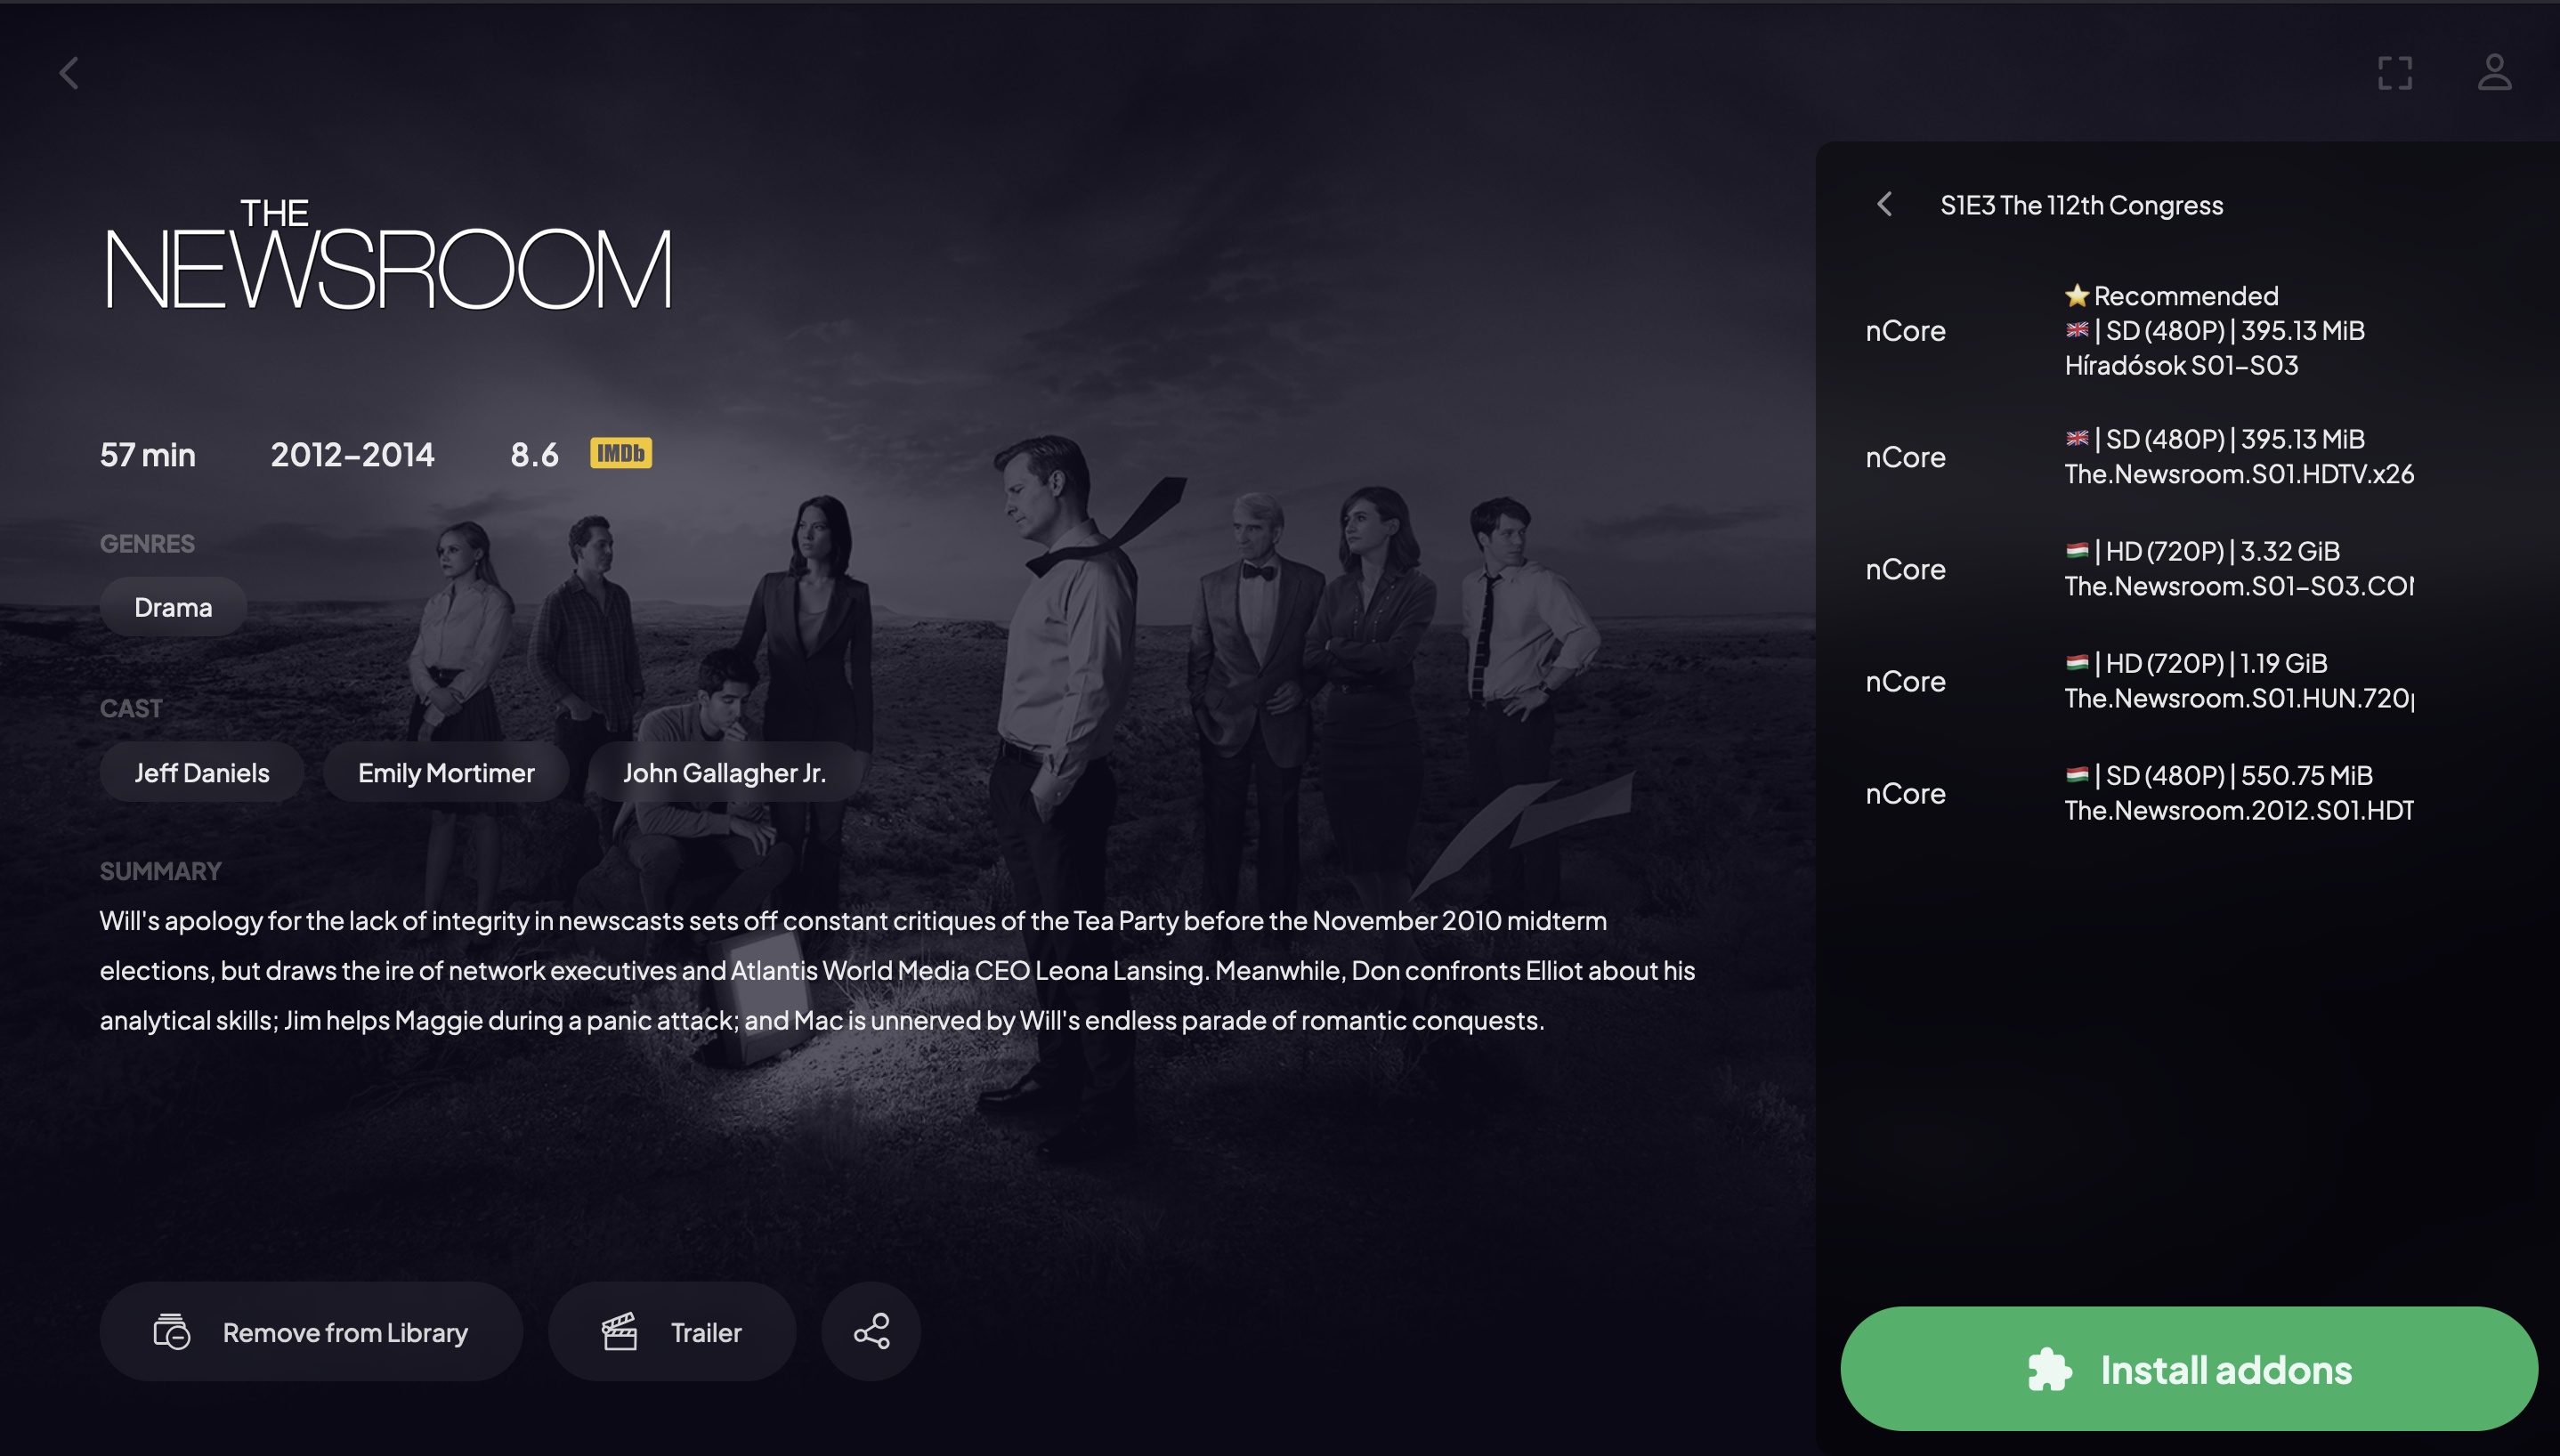 THE
NEWSROOM
57 min 2012–2014 8.6 IMDb
GENRES
Drama
CAST
Jeff Daniels Emily Mortimer John Gallagher Jr.
SUMMARY
Will's apology for the lack of integrity in newscasts sets off constant critiques of the Tea Party before the November 2010 midterm
elections, but draws the ire of network executives and Atlantis World Media CEO Leona Lansing. Meanwhile, Don confronts Elliot about his
analytical skills; Jim helps Maggie during a panic attack; and Mac is unnerved by Will's endless parade of romantic conquests.
Remove from Library Trailer
S1E3 The 112th Congress
nCore
⭐ Recommended
🇬🇧 | SD (480P) | 395.13 MiB
Híradósok S01–S03
nCore
🇬🇧 | SD (480P) | 395.13 MiB
The.Newsroom.S01.HDTV.x26
nCore
🇭🇺 | HD (720P) | 3.32 GiB
The.Newsroom.S01–S03.CO
nCore
🇭🇺 | HD (720P) | 1.19 GiB
The.Newsroom.S01.HUN.720
nCore
🇭🇺 | SD (480P) | 550.75 MiB
The.Newsroom.2012.S01.HDT
Install addons